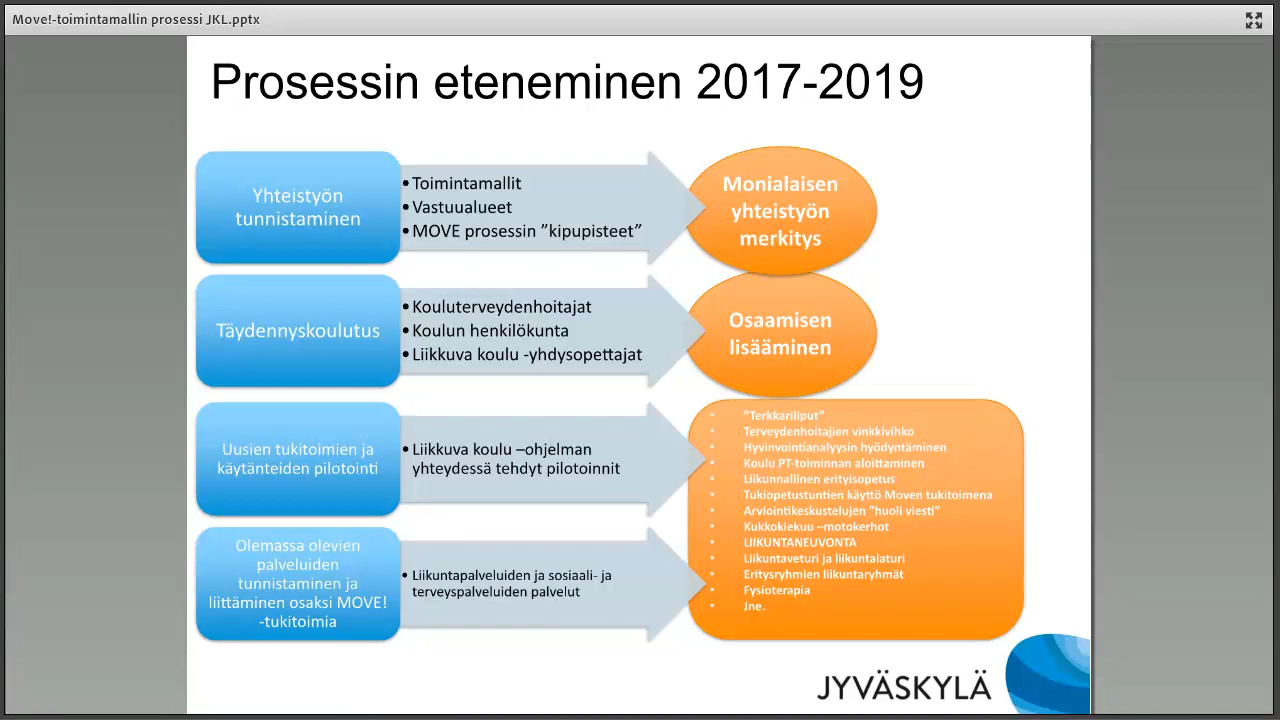 Move!-toimintamallin prosessi JKL.pptx
Prosessin eteneminen 2017-2019
Yhteistyön
tunnistaminen
•Toimintamallit
•Vastuualueet
•MOVE prosessin ”kipupisteet”
Monialaisen
yhteistyön
merkitys
Täydennyskoulutus
•Kouluterveydenhoitajat
•Koulun henkilökunta
•Liikkuva koulu -yhdysopettajat
Osaamisen
lisääminen
Uusien tukitoimien ja
käytänteiden pilotointi
•Liikkuva koulu –ohjelman
yhteydessä tehdyt pilotoinnit
Olemassa olevien
palveluiden
tunnistaminen ja
liittäminen osaksi MOVE!
-tukitoimia
•Liikuntapalveluiden ja sosiaali- ja
terveyspalveluiden palvelut
• ”Terkkariliput”
• Terveydenhoitajien vinkkivihko
• Hyvinvointianalyysin hyödyntäminen
• Koulu PT-toiminnan aloittaminen
• Liikunnallinen erityisopetus
• Tukiopetustuntien käyttö Moven tukitoimena
• Arviointikeskustelujen ”huoli viesti”
• Kukkokiekuu –motokerhot
• LIIKUNTANEUVONTA
• Liikuntaveturi ja liikuntalaturi
• Eritysryhmien liikuntaryhmät
• Fysioterapia
• Jne.
JYVÄSKYLÄ